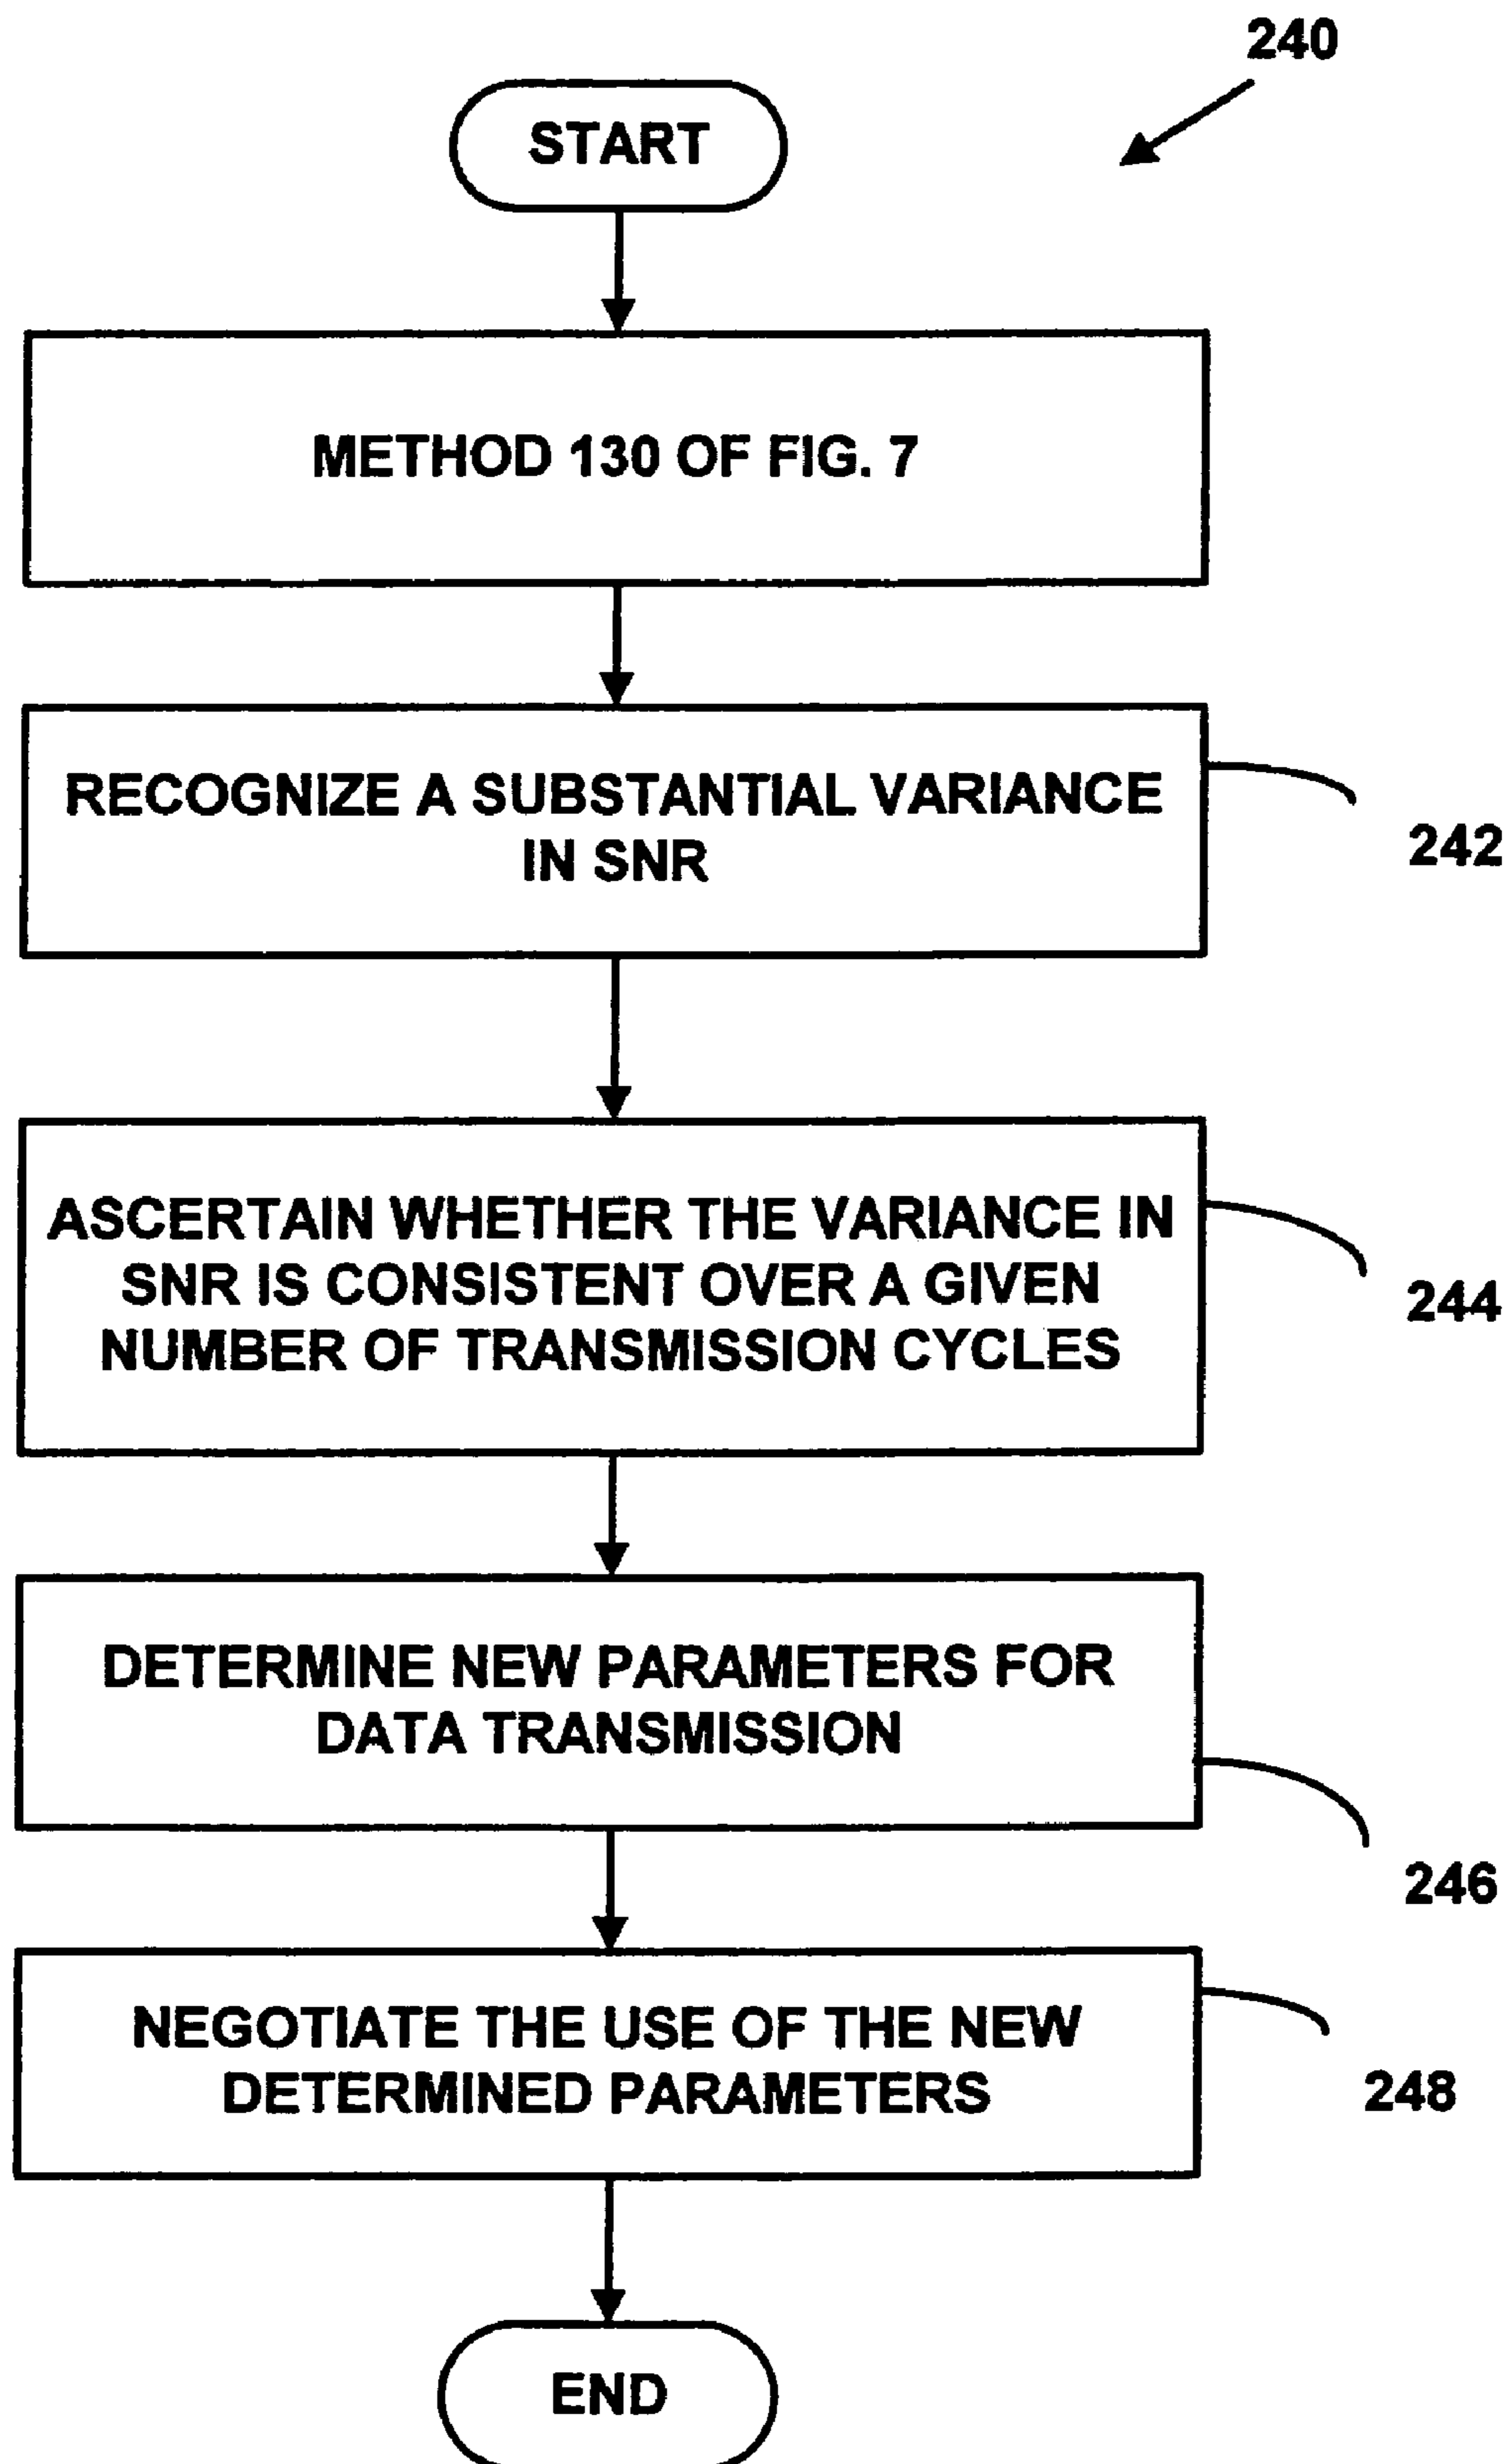 240
START
METHOD 130 OF FIG. 7
RECOGNIZE A SUBSTANTIAL VARIANCE
IN SNR
242
ASCERTAIN WHETHER THE VARIANCE IN
SNR IS CONSISTENT OVER A GIVEN
NUMBER OF TRANSMISSION CYCLES
244
DETERMINE NEW PARAMETERS FOR
DATA TRANSMISSION
246
NEGOTIATE THE USE OF THE NEW
DETERMINED PARAMETERS
248
END